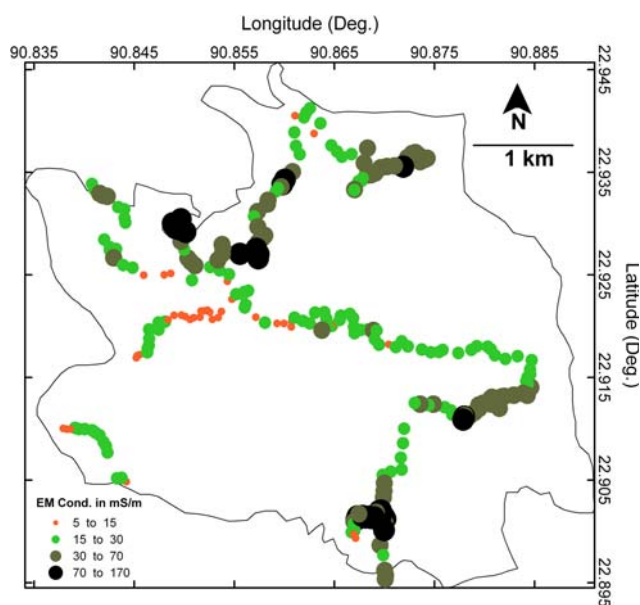 Longitude (Deg.)
90.835 90.845 90.855 90.865 90.875 90.885
22.945
N
1 km
22.935
Latitude (Deg.)
22.925
22.915
22.905
EM Cond. in mS/m
5 to 15
15 to 30
30 to 70
70 to 170
22.895